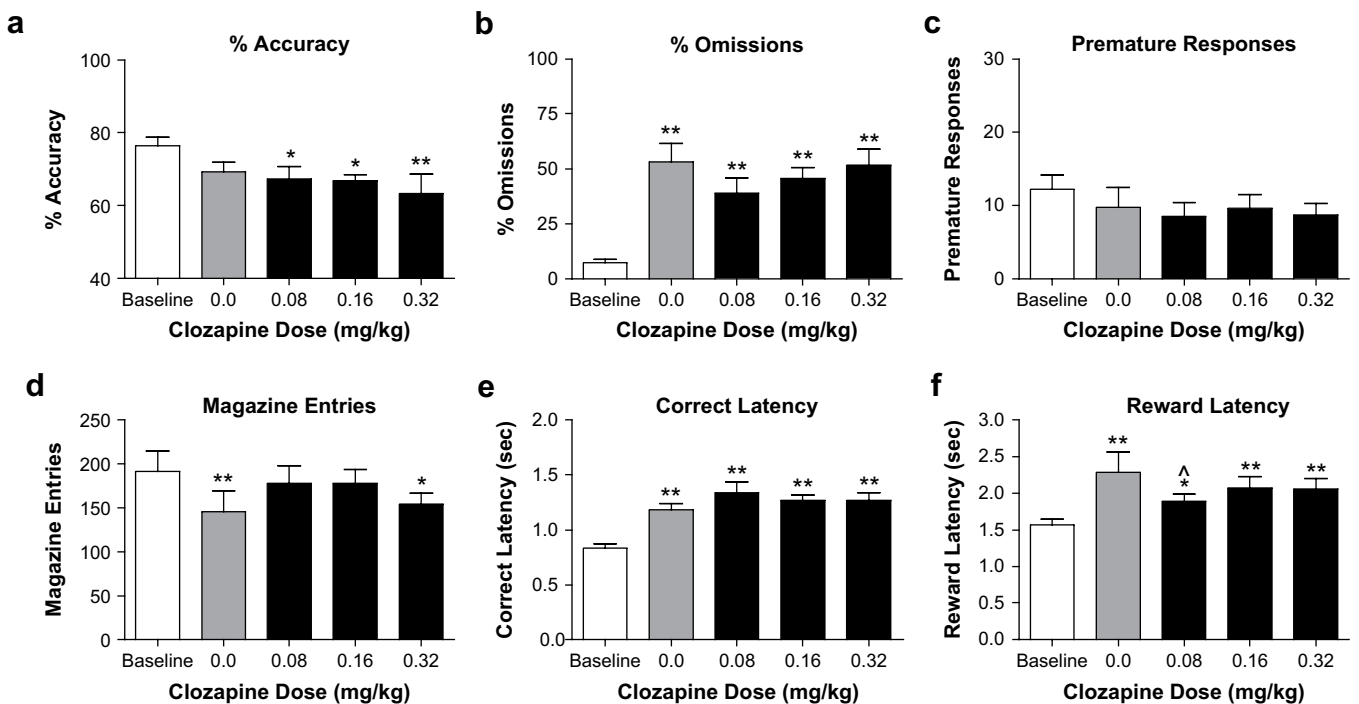 a
% Accuracy
% Accuracy
100
80
60
40
*
*
**
Baseline 0.0 0.08 0.16 0.32
Clozapine Dose (mg/kg)
b
% Omissions
% Omissions
100
75
50
25
0
**
**
**
**
Baseline 0.0 0.08 0.16 0.32
Clozapine Dose (mg/kg)
c
Premature Responses
Premature Responses
30
20
10
0
Baseline 0.0 0.08 0.16 0.32
Clozapine Dose (mg/kg)
d
Magazine Entries
Magazine Entries
250
200
150
100
50
0
**
*
Baseline 0.0 0.08 0.16 0.32
Clozapine Dose (mg/kg)
e
Correct Latency
Correct Latency (sec)
2.0
1.5
1.0
0.5
0.0
**
**
**
**
Baseline 0.0 0.08 0.16 0.32
Clozapine Dose (mg/kg)
f
Reward Latency
Reward Latency (sec)
3.0
2.5
2.0
1.5
1.0
0.5
0.0
**
^
*
**
**
Baseline 0.0 0.08 0.16 0.32
Clozapine Dose (mg/kg)